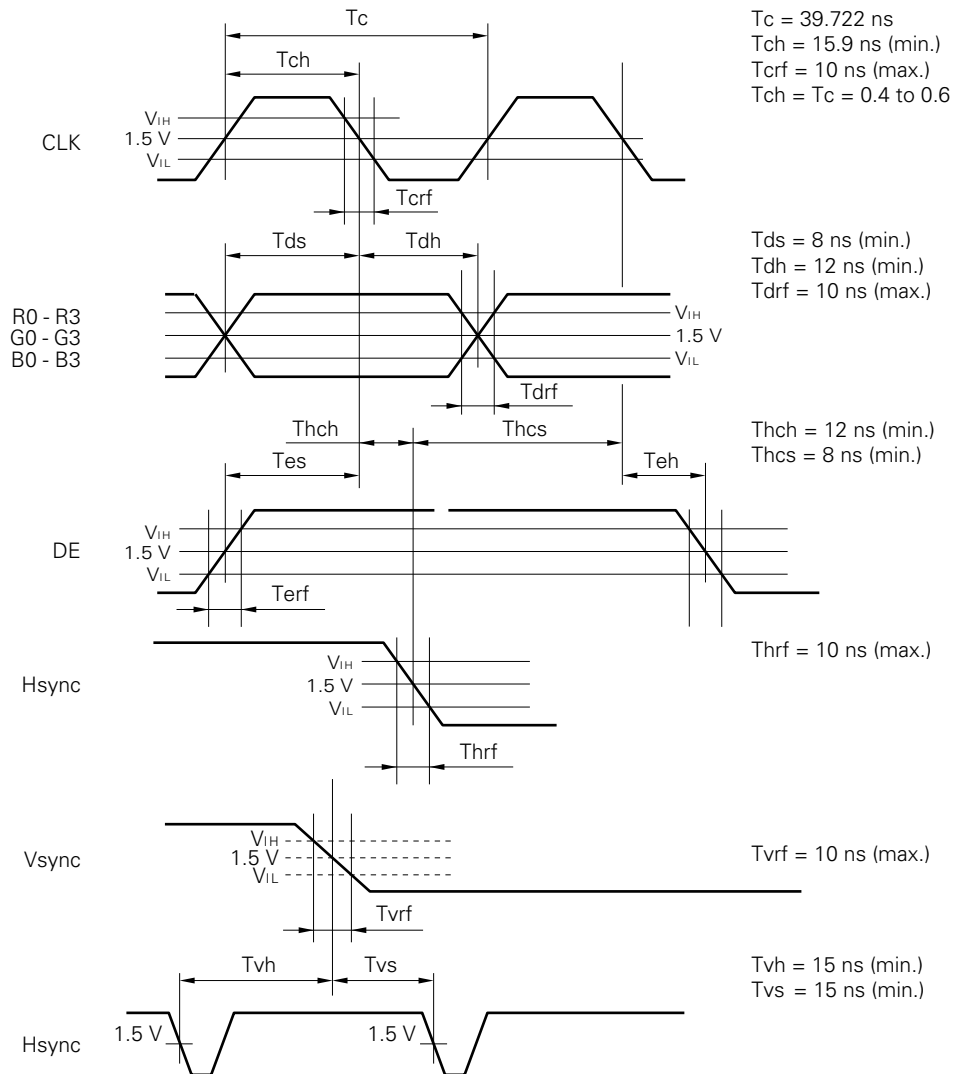 Tc
Tc = 39.722 ns
Tch = 15.9 ns (min.)
Tcrf = 10 ns (max.)
Tch = Tc = 0.4 to 0.6
Tch
VIH
CLK
1.5 V
VIL
Tcrf
Tds
Tdh
Tds = 8 ns (min.)
Tdh = 12 ns (min.)
Tdrf = 10 ns (max.)
R0 - R3
G0 - G3
B0 - B3
VIH
1.5 V
VIL
Tdrf
Thch
Thcs
Thch = 12 ns (min.)
Thcs = 8 ns (min.)
Tes
Teh
VIH
DE
1.5 V
VIL
Terf
Thrf = 10 ns (max.)
VIH
Hsync
1.5 V
VIL
Thrf
VIH
Vsync
1.5 V
VIL
Tvrf = 10 ns (max.)
Tvrf
Tvh
Tvs
Tvh = 15 ns (min.)
Tvs = 15 ns (min.)
Hsync
1.5 V
1.5 V